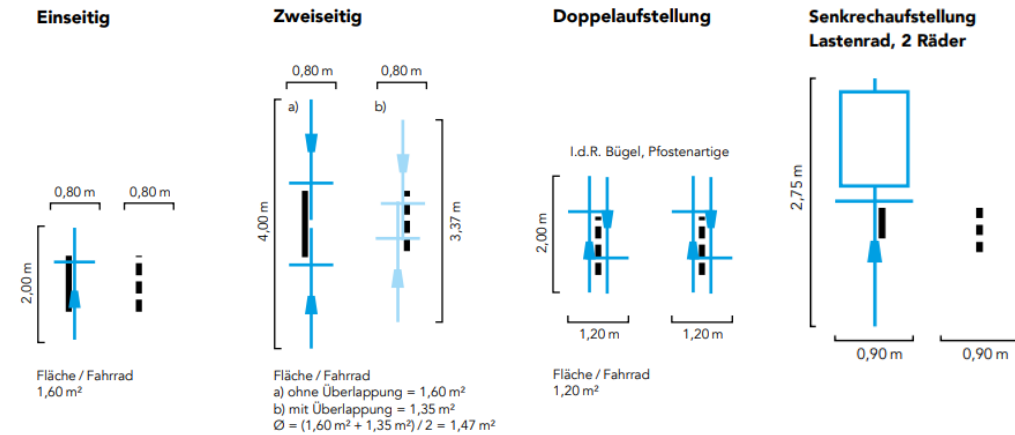 Einseitig
0,80 m
0,80 m
2,00 m
Fläche / Fahrrad
1,60 m²
Zweiseitig
0,80 m
0,80 m
a)
b)
4,00 m
3,37 m
Fläche / Fahrrad
a) ohne Überlappung = 1,60 m²
b) mit Überlappung = 1,35 m²
Ø = (1,60 m² + 1,35 m²) / 2 = 1,47 m²
Doppelaufstellung
I.d.R. Bügel, Pfostenartige
2,00 m
1,20 m
1,20 m
Fläche / Fahrrad
1,20 m²
Senkrechaufstellung
Lastenrad, 2 Räder
2,75 m
0,90 m
0,90 m